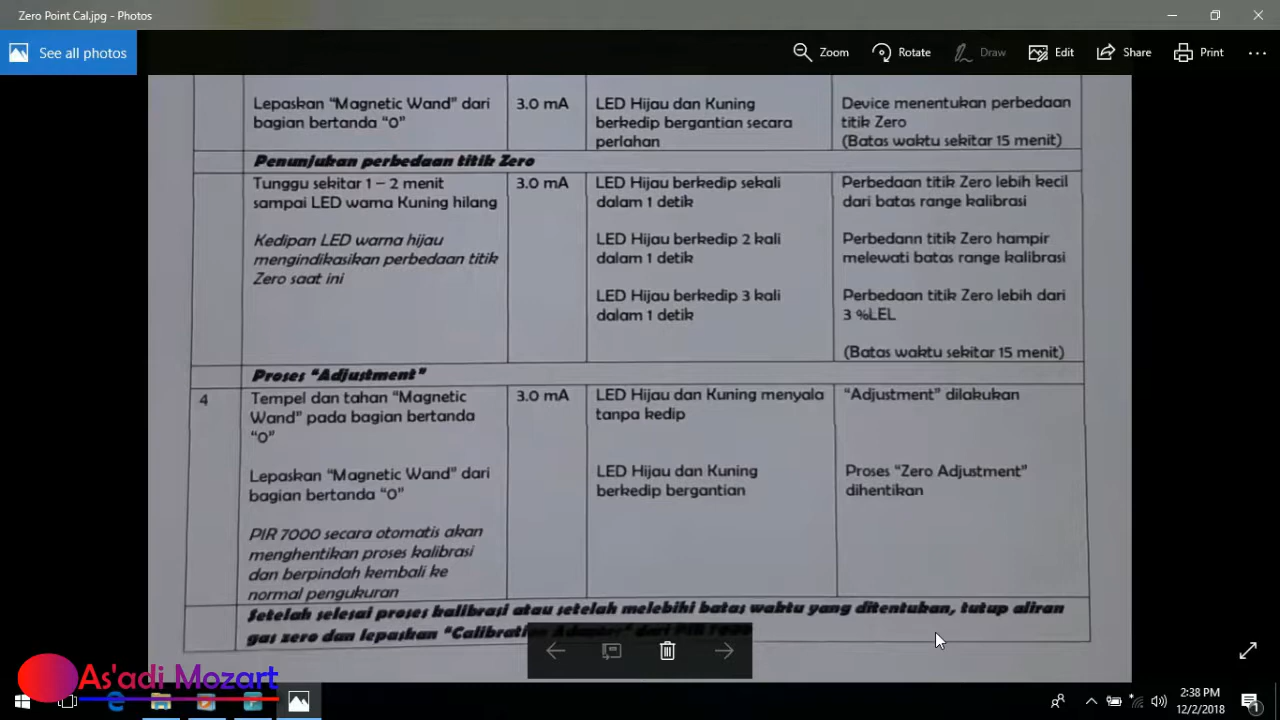 Zero Point Cal.jpg - Photos
See all photos
Zoom
Rotate
Draw
Edit
Share
Print
Lepaskan "Magnetic Wand" dari
bagian bertanda "0"
3.0 mA
LED Hijau dan Kuning
berkedip bergantian secara
perlahan
Device menentukan perbedaan
titik Zero
(Batas waktu sekitar 15 menit)
Penunjukan perbedaan titik Zero
Tunggu sekitar 1 – 2 menit
sampai LED warna Kuning hilang
Kedipan LED warna hijau
mengindikasikan perbedaan titik
Zero saat ini
3.0 mA
LED Hijau berkedip sekali
dalam 1 detik
LED Hijau berkedip 2 kali
dalam 1 detik
LED Hijau berkedip 3 kali
dalam 1 detik
Perbedaan titik Zero lebih kecil
dari batas range kalibrasi
Perbedann titik Zero hampir
melewati batas range kalibrasi
Perbedaan titik Zero lebih dari
3 %LEL
(Batas waktu sekitar 15 menit)
Proses "Adjustment"
4
Tempel dan tahan "Magnetic
Wand" pada bagian bertanda
"0"
Lepaskan "Magnetic Wand" dari
bagian bertanda "0"
PIR 7000 secara otomatis akan
menghentikan proses kalibrasi
dan berpindah kembali ke
normal pengukuran
3.0 mA
LED Hijau dan Kuning menyala
tanpa kedip
LED Hijau dan Kuning
berkedip bergantian
"Adjustment" dilakukan
Proses "Zero Adjustment"
dihentikan
Setelah selesai proses kalibrasi atau setelah melebihi batas waktu yang ditentukan, tutup aliran
gas zero dan lepaskan "Calibration Adapter" dari PIR 7000
As'adi Mozart
2:38 PM
12/2/2018
1